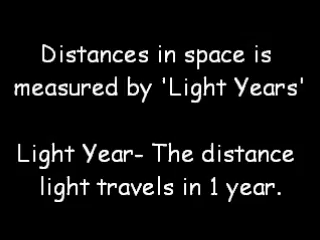 Distances in space is
measured by 'Light Years'
Light Year- The distance
light travels in 1 year.